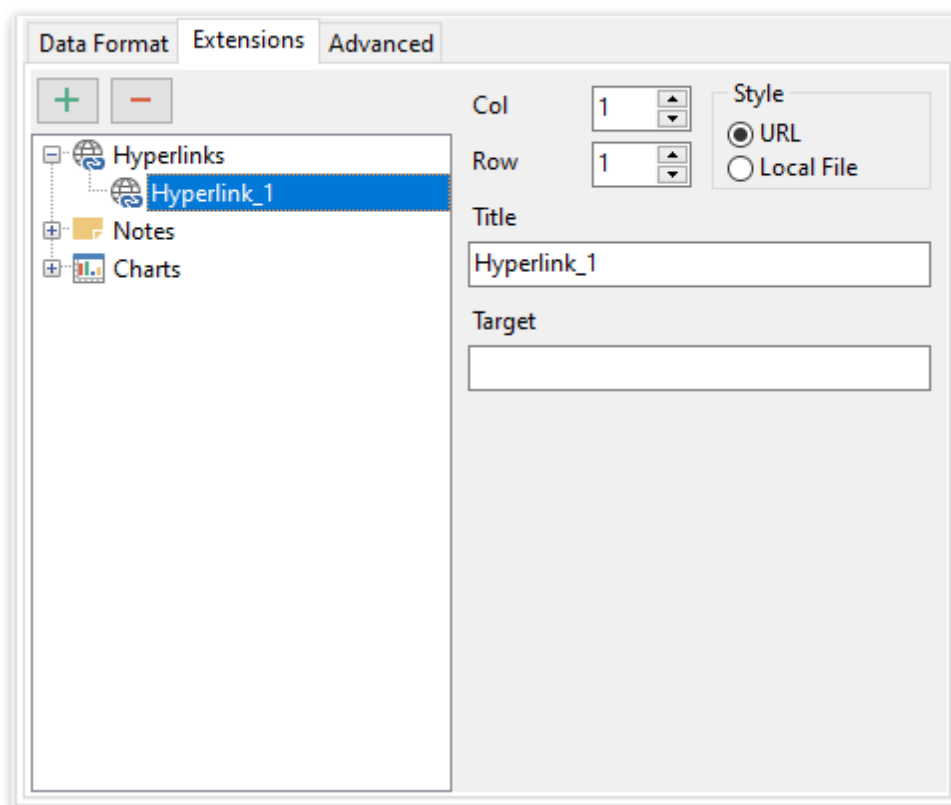 Data Format Extensions Advanced
Hyperlinks
Hyperlink_1
Notes
Charts
Col 1
Row 1
Style
URL
Local File
Title
Hyperlink_1
Target